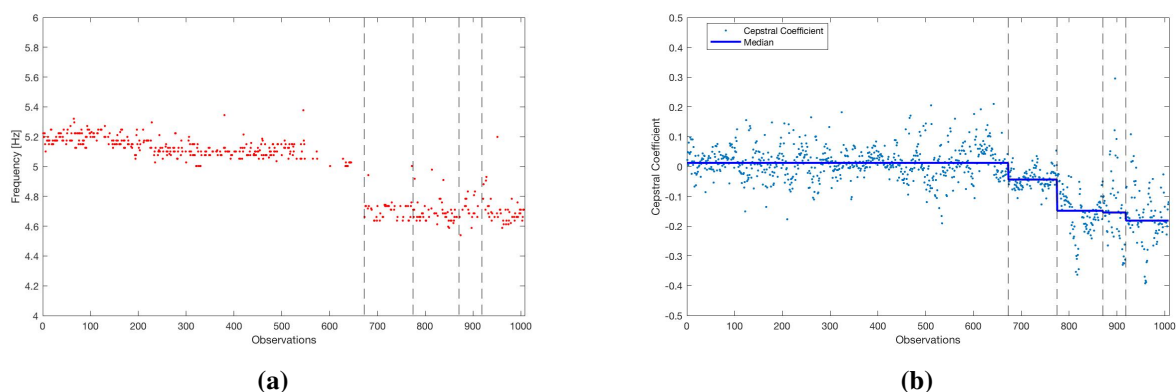 6
5.8
5.6
5.4
5.2
5
4.8
4.6
4.4
4.2
4
Frequency [Hz]
0 100 200 300 400 500 600 700 800 900 1000
Observations
(a)
0.5
0.4
0.3
0.2
0.1
0
-0.1
-0.2
-0.3
-0.4
-0.5
Cepstral Coefficient
Cepstral Coefficient
Median
0 100 200 300 400 500 600 700 800 900 1000
Observations
(b)